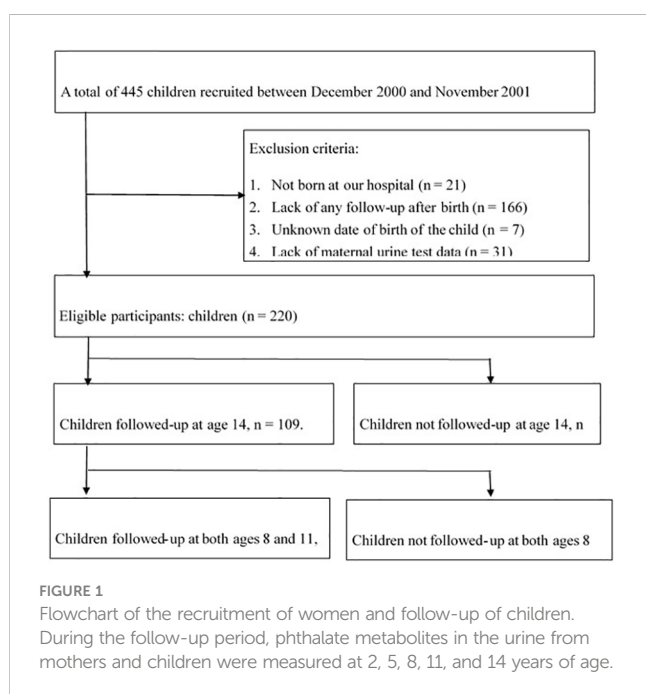 A total of 445 children recruited between December 2000 and November 2001
Exclusion criteria:
1. Not born at our hospital (n = 21)
2. Lack of any follow-up after birth (n = 166)
3. Unknown date of birth of the child (n = 7)
4. Lack of maternal urine test data (n = 31)
Eligible participants: children (n = 220)
Children followed-up at age 14, n = 109.
Children not followed-up at age 14, n
Children followed-up at both ages 8 and 11,
Children not followed-up at both ages 8
FIGURE 1
Flowchart of the recruitment of women and follow-up of children.
During the follow-up period, phthalate metabolites in the urine from
mothers and children were measured at 2, 5, 8, 11, and 14 years of age.